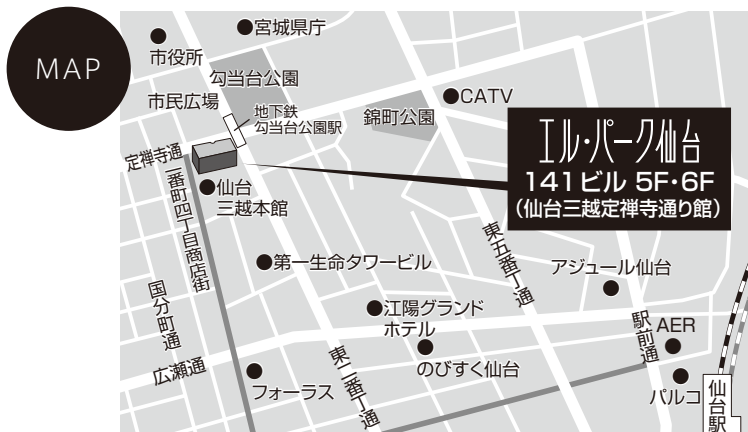 MAP
宮城県庁
市役所
勾当台公園
市民広場
地下鉄
勾当台公園駅
CATV
錦町公園
エル・パーク仙台
141ビル 5F・6F
(仙台三越定禅寺通り館)
定禅寺通
仙台
三越本館
一番町四丁目商店街
第一生命タワービル
東五番丁通
アジュール仙台
国分町通
江陽グランド
ホテル
のびすく仙台
駅前通
AER
広瀬通
フォーラス
東二番丁通
パルコ
仙台駅